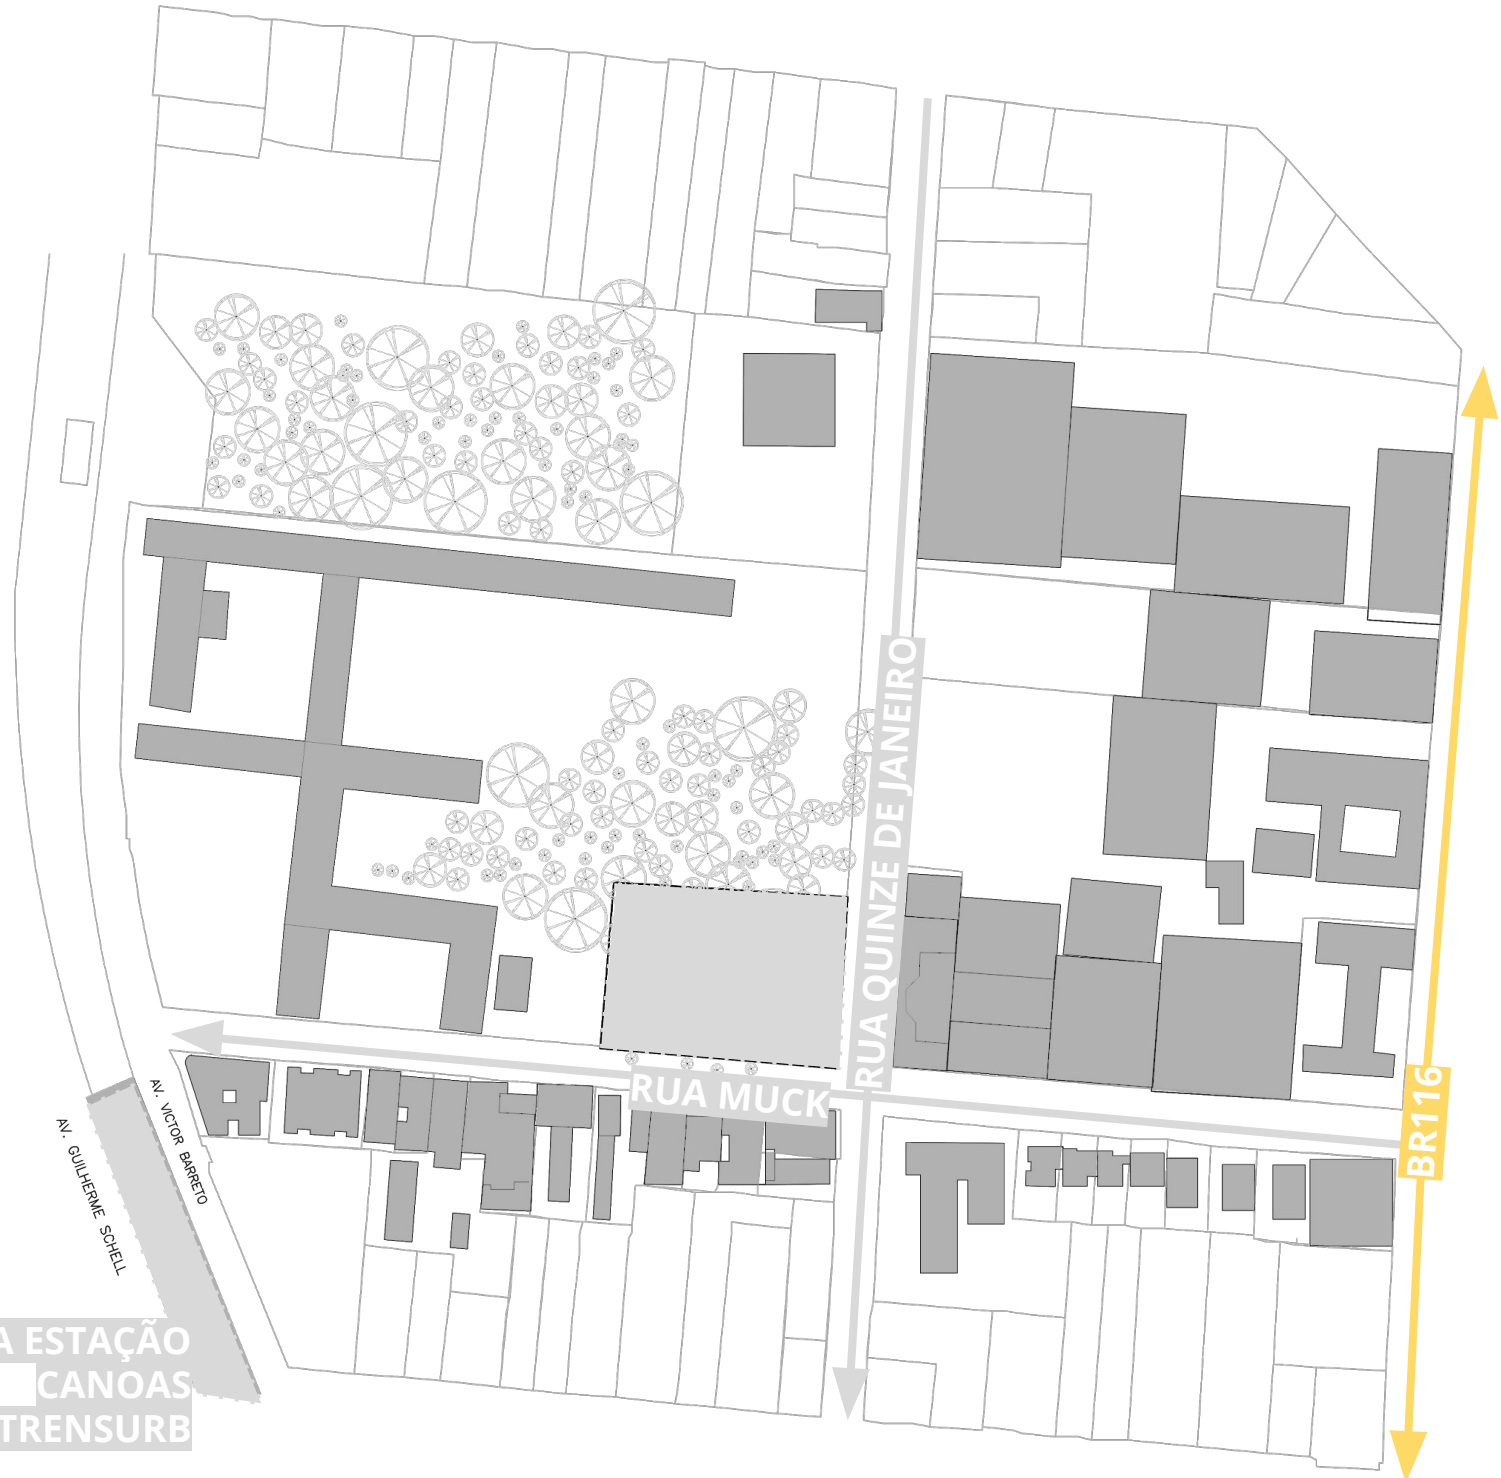 RUA QUINZE DE JANEIRO
RUA MUCK
BR116
AV. VICTOR BARRETO
AV. GUILHERME SCHELL
A ESTAÇÃO
CANOAS
TRENSURB